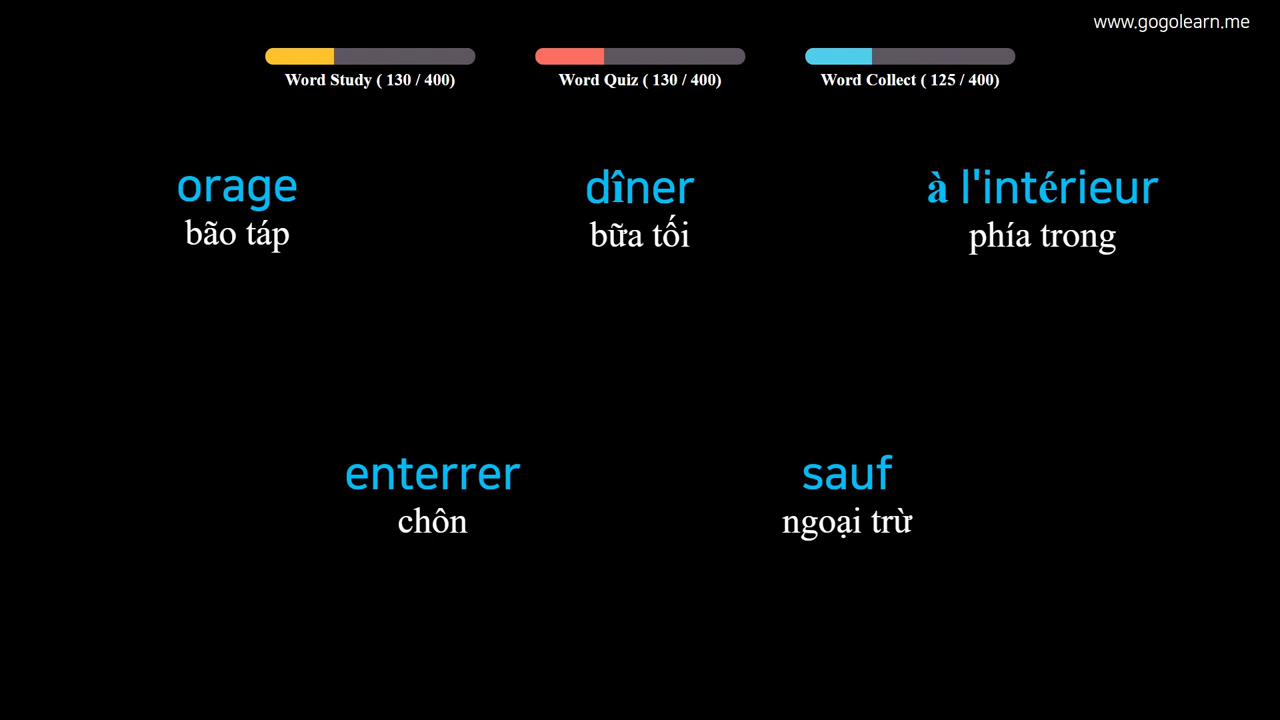 www.gogolearn.me
Word Study ( 130 / 400)
Word Quiz ( 130 / 400)
Word Collect ( 125 / 400)
orage
bão táp
dîner
bữa tối
à l'intérieur
phía trong
enterrer
chôn
sauf
ngoại trừ